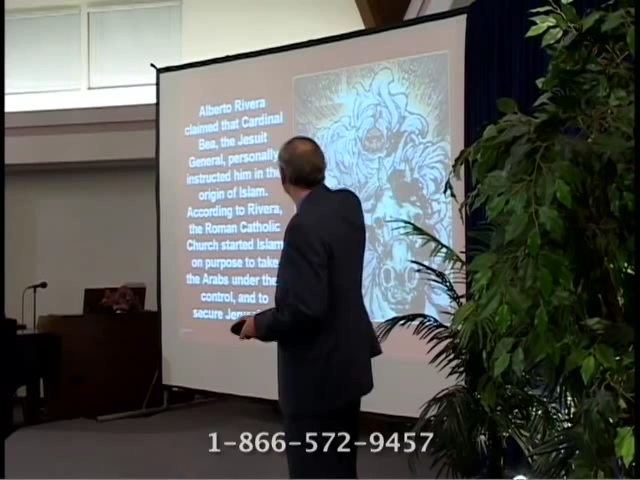 Alberto Rivera
claimed that Cardinal
Bea, the Jesuit
General, personally
instructed him in the
origin of Islam.
According to Rivera,
the Roman Catholic
Church started Islam
on purpose to take
the Arabs under the
control, and to
secure
1-866-572-9457